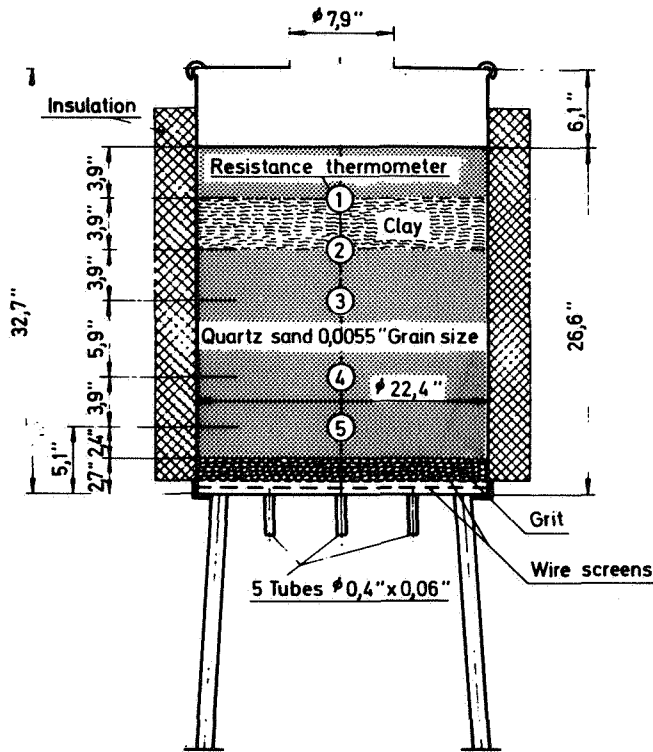 ϕ7,9"
Insulation
6,1"
Resistance thermometer
3,9"
1
3,9"
Clay
2
3,9"
3
32,7"
26,6"
5,9"
Quartz sand 0,0055" Grain size
4
ϕ 22,4"
3,9"
5
2,4"
5,1"
2,7"
Grit
Wire screens
5 Tubes ϕ 0,4" x 0,06"